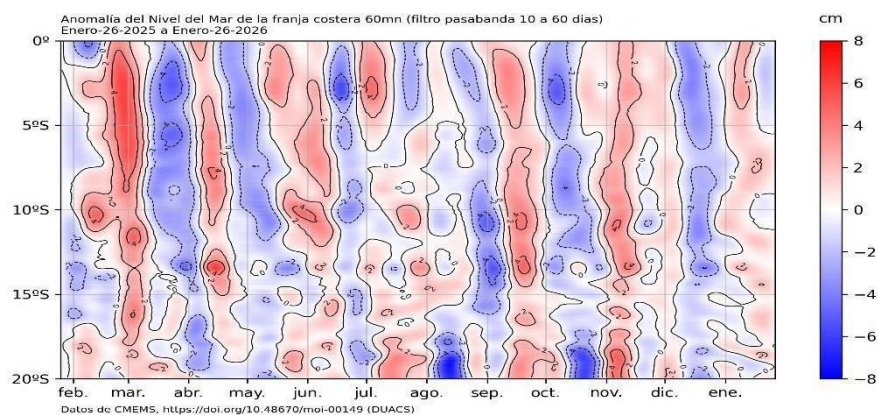 Anomalía del Nivel del Mar de la franja costera 60mn (filtro pasabanda 10 a 60 dias)
Enero-26-2025 a Enero-26-2026
cm
0º
5ºS
10ºS
15ºS
20ºS
feb. mar. abr. may. jun. jul. ago. sep. oct. nov. dic. ene.
8
6
4
2
0
−2
−4
−6
−8
Datos de CMEMS, https://doi.org/10.48670/moi-00149 (DUACS)